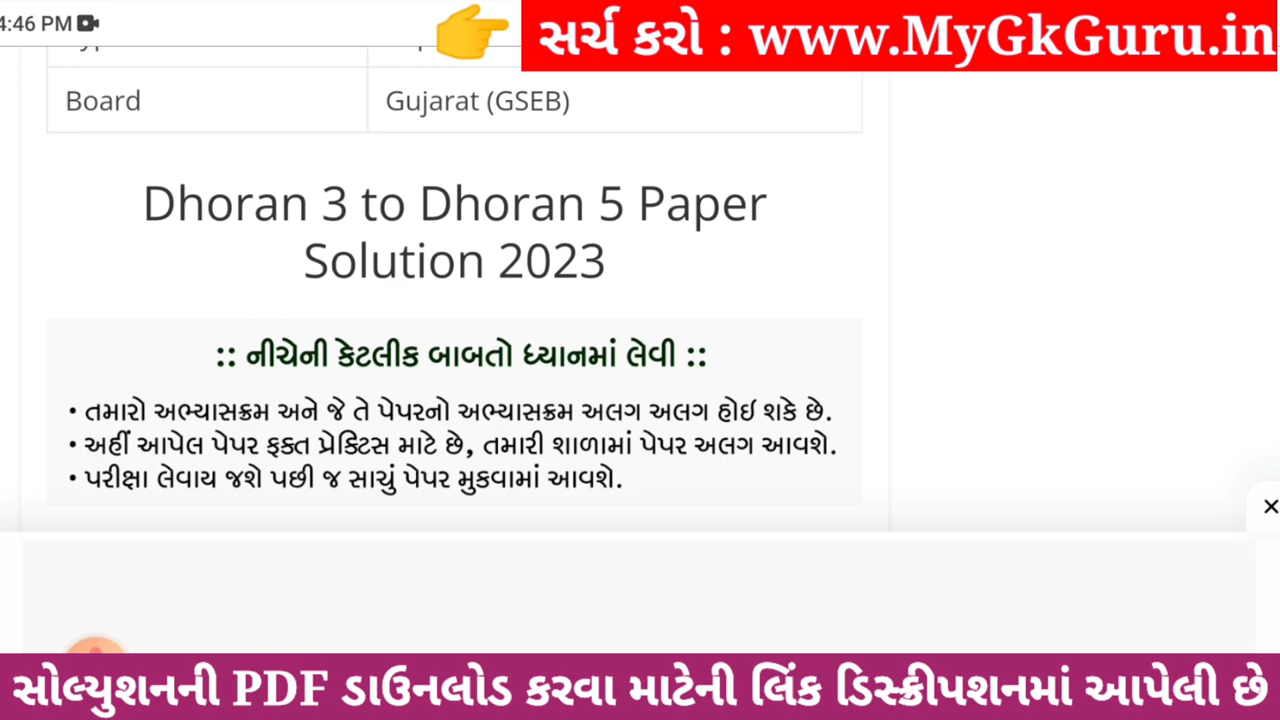 4:46 PM
સર્ચ કરો : www.MyGkGuru.in
Board Gujarat (GSEB)
Dhoran 3 to Dhoran 5 Paper
Solution 2023
:: નીચેની કેટલીક બાબતો ધ્યાનમાં લેવી ::
• તમારો અભ્યાસક્રમ અને જે તે પેપરનો અભ્યાસક્રમ અલગ અલગ હોઈ શકે છે.
• અહીં આપેલ પેપર ફક્ત પ્રેક્ટિસ માટે છે, તમારી શાળામાં પેપર અલગ આવશે.
• પરીક્ષા લેવાય જશે પછી જ સાચું પેપર મુકવામાં આવશે.
×
સોલ્યુશનની PDF ડાઉનલોડ કરવા માટેની લિંક ડિસ્ક્રીપશનમાં આપેલી છે